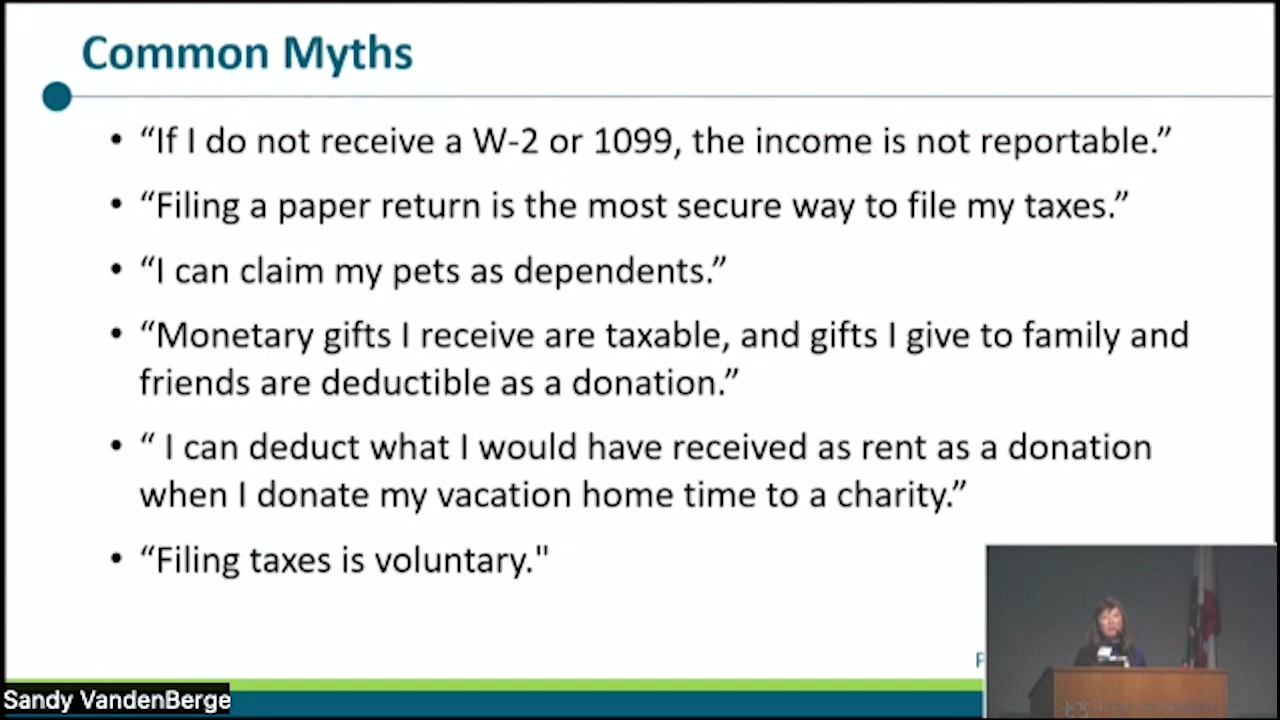 Common Myths
• “If I do not receive a W-2 or 1099, the income is not reportable.”
• “Filing a paper return is the most secure way to file my taxes.”
• “I can claim my pets as dependents.”
• “Monetary gifts I receive are taxable, and gifts I give to family and
friends are deductible as a donation.”
• “ I can deduct what I would have received as rent as a donation
when I donate my vacation home time to a charity.”
• “Filing taxes is voluntary."
Sandy VandenBerge